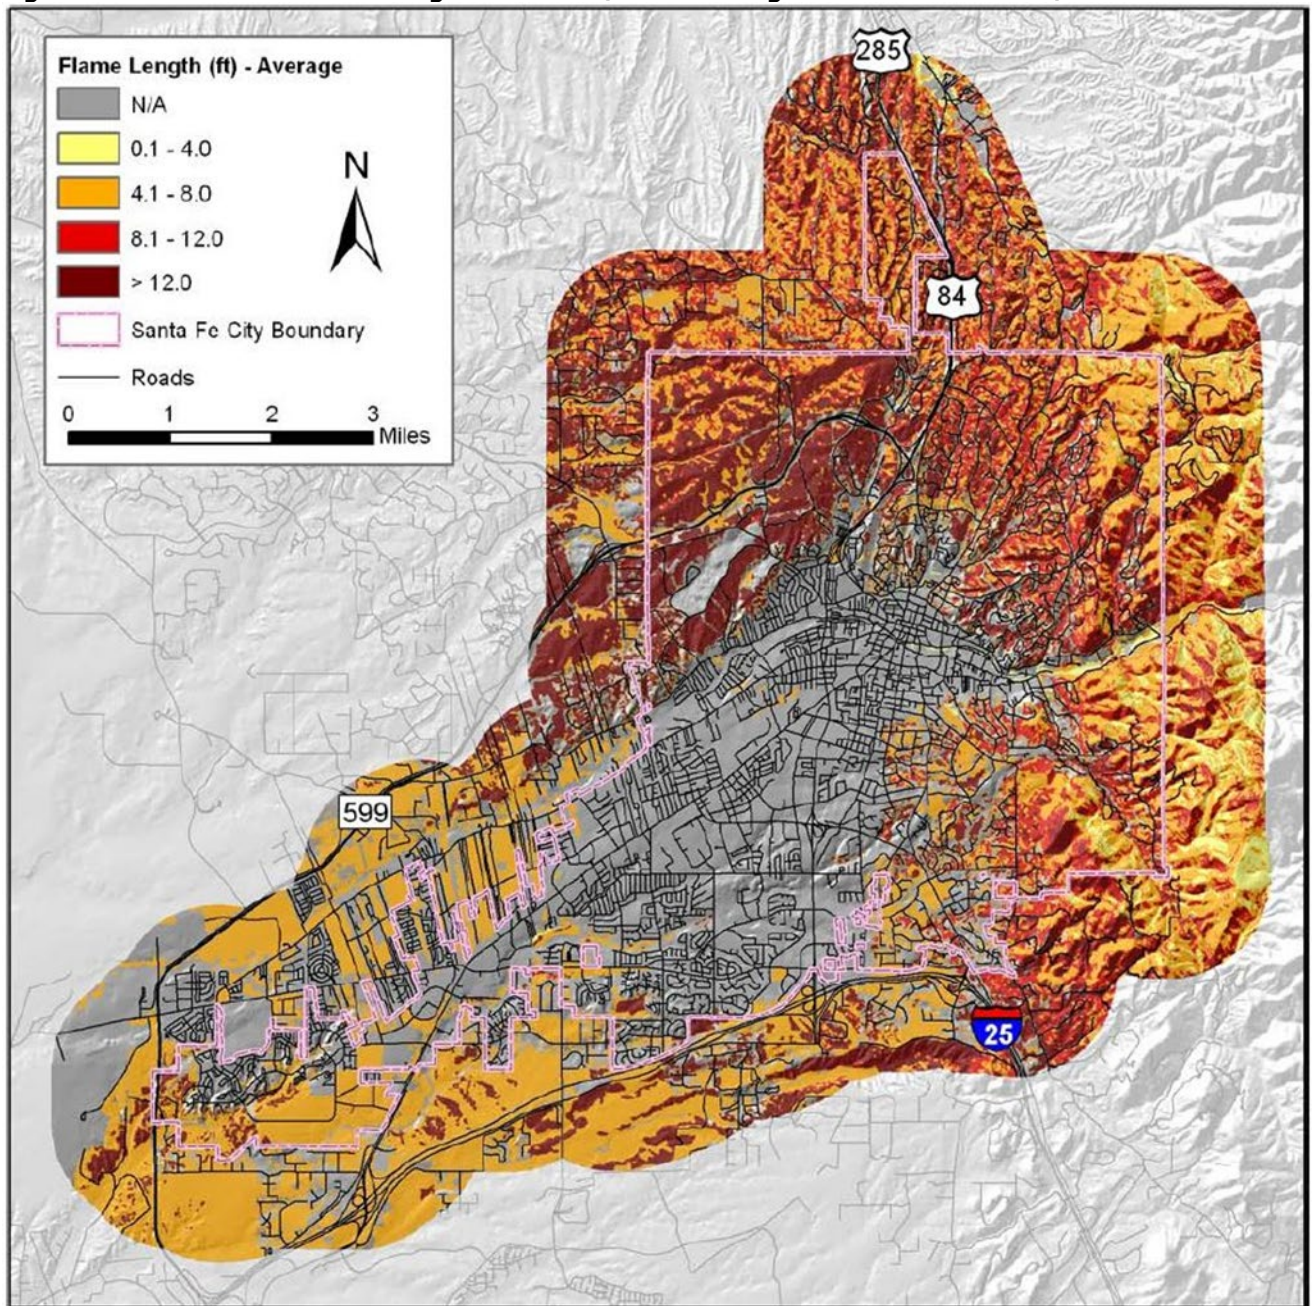 Flame Length (ft) - Average
N/A
0.1 - 4.0
4.1 - 8.0
8.1 - 12.0
> 12.0
Santa Fe City Boundary
Roads
N
0 1 2 3
Miles
285
84
599
25